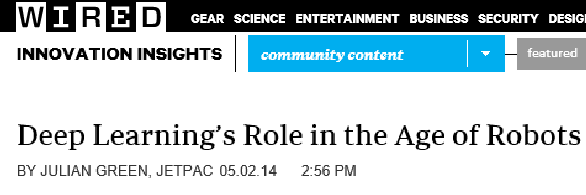 WIRED GEAR SCIENCE ENTERTAINMENT BUSINESS SECURITY
INNOVATION INSIGHTS community content featured
Deep Learning's Role in the Age of Robots
BY JULIAN GREEN, JETPAC 05.02.14 2:56 PM